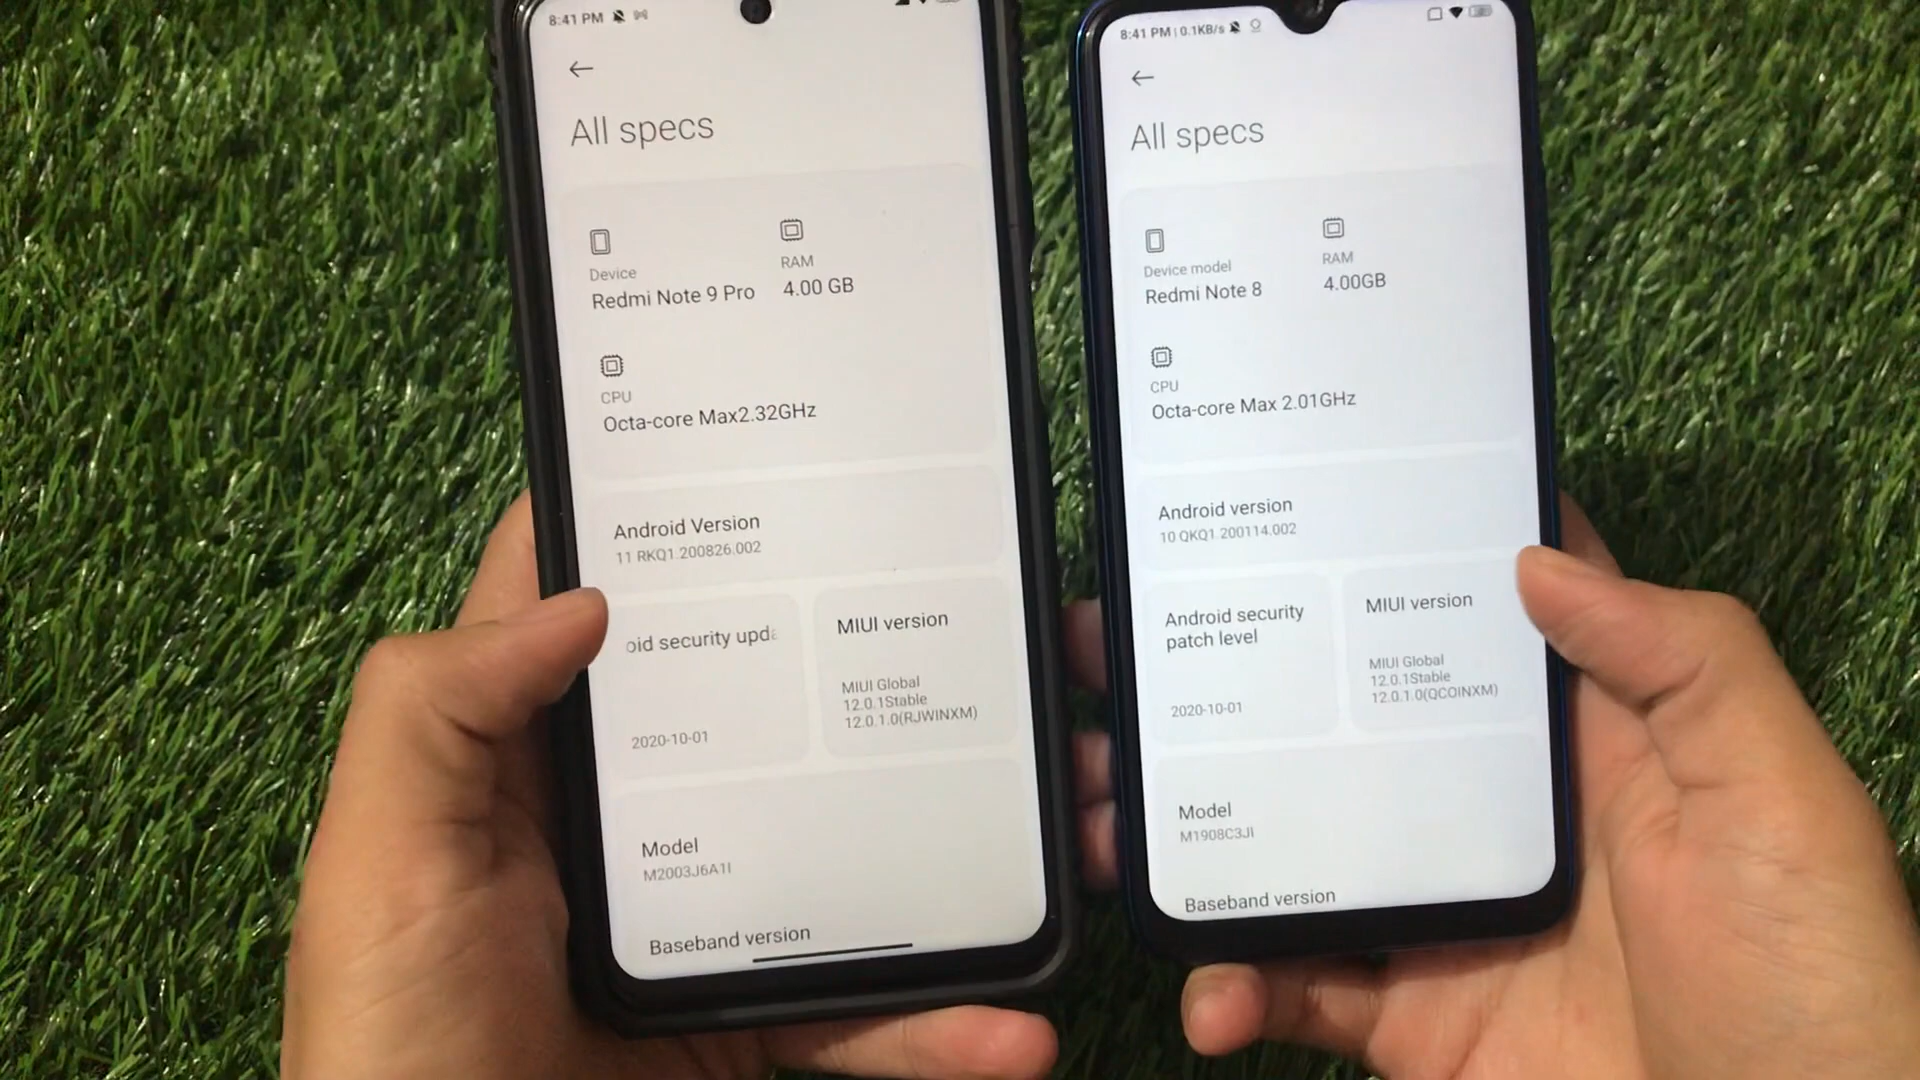 8:41 PM
All specs
Device
Redmi Note 9 Pro
RAM
4.00 GB
CPU
Octa-core Max2.32GHz
Android Version
11 RKQ1.200826.002
oid security upda
2020-10-01
MIUI version
MIUI Global
12.0.1Stable
12.0.1.0(RJWINXM)
Model
M2003J6A1I
Baseband version
8:41 PM | 0.1KB/s
All specs
Device model
Redmi Note 8
RAM
4.00GB
CPU
Octa-core Max 2.01GHz
Android version
10 QKQ1.200114.002
Android security
patch level
2020-10-01
MIUI version
MIUI Global
12.0.1Stable
12.0.1.0(QCOINXM)
Model
M1908C3JI
Baseband version